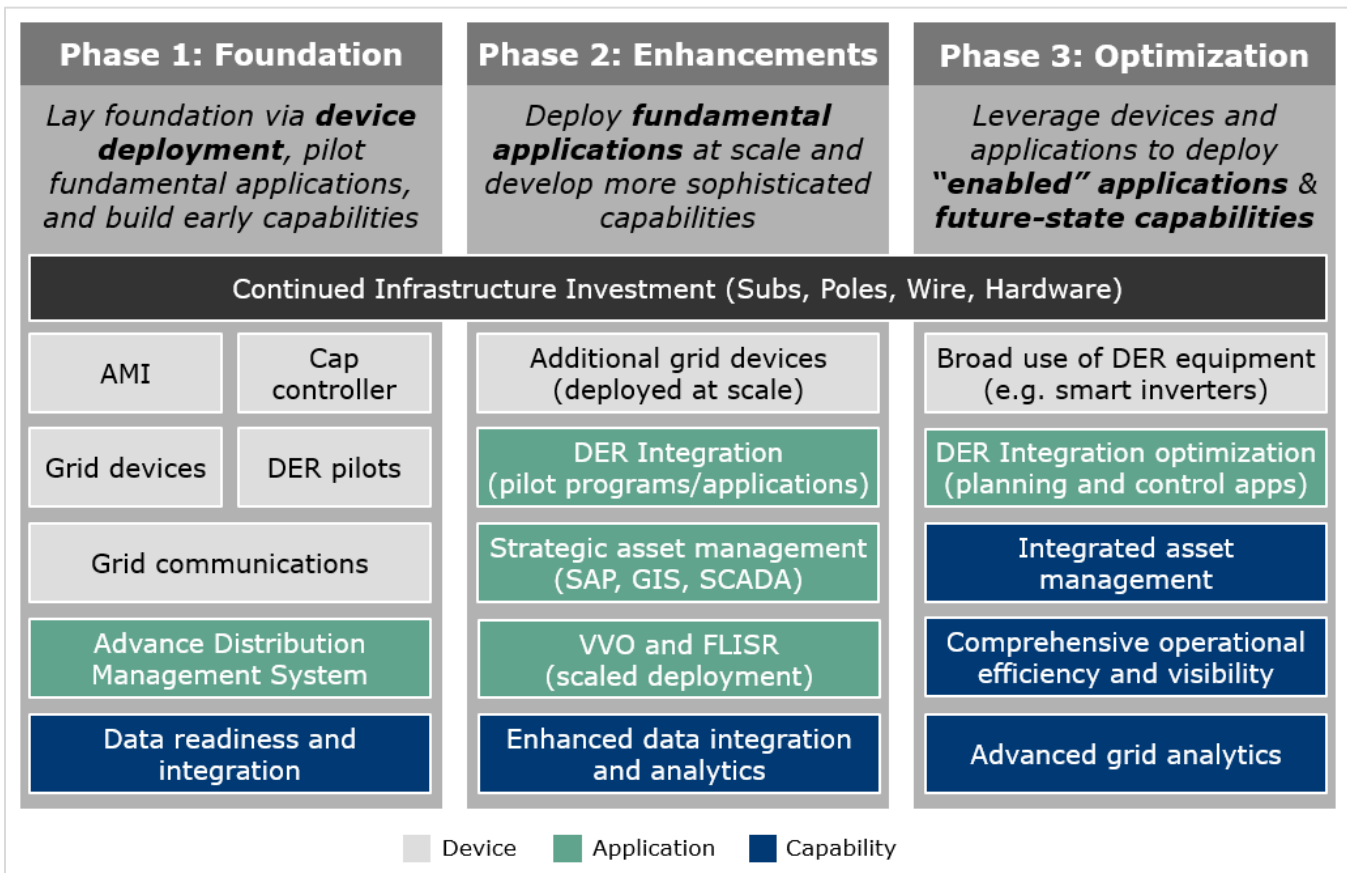 Phase 1: Foundation
Lay foundation via device
deployment, pilot
fundamental applications,
and build early capabilities
Phase 2: Enhancements
Deploy fundamental
applications at scale and
develop more sophisticated
capabilities
Phase 3: Optimization
Leverage devices and
applications to deploy
“enabled” applications &
future-state capabilities
Continued Infrastructure Investment (Subs, Poles, Wire, Hardware)
AMI
Cap
controller
Grid devices
DER pilots
Grid communications
Advance Distribution
Management System
Data readiness and
integration
Additional grid devices
(deployed at scale)
DER Integration
(pilot programs/applications)
Strategic asset management
(SAP, GIS, SCADA)
VVO and FLISR
(scaled deployment)
Enhanced data integration
and analytics
Broad use of DER equipment
(e.g. smart inverters)
DER Integration optimization
(planning and control apps)
Integrated asset
management
Comprehensive operational
efficiency and visibility
Advanced grid analytics
Device
Application
Capability